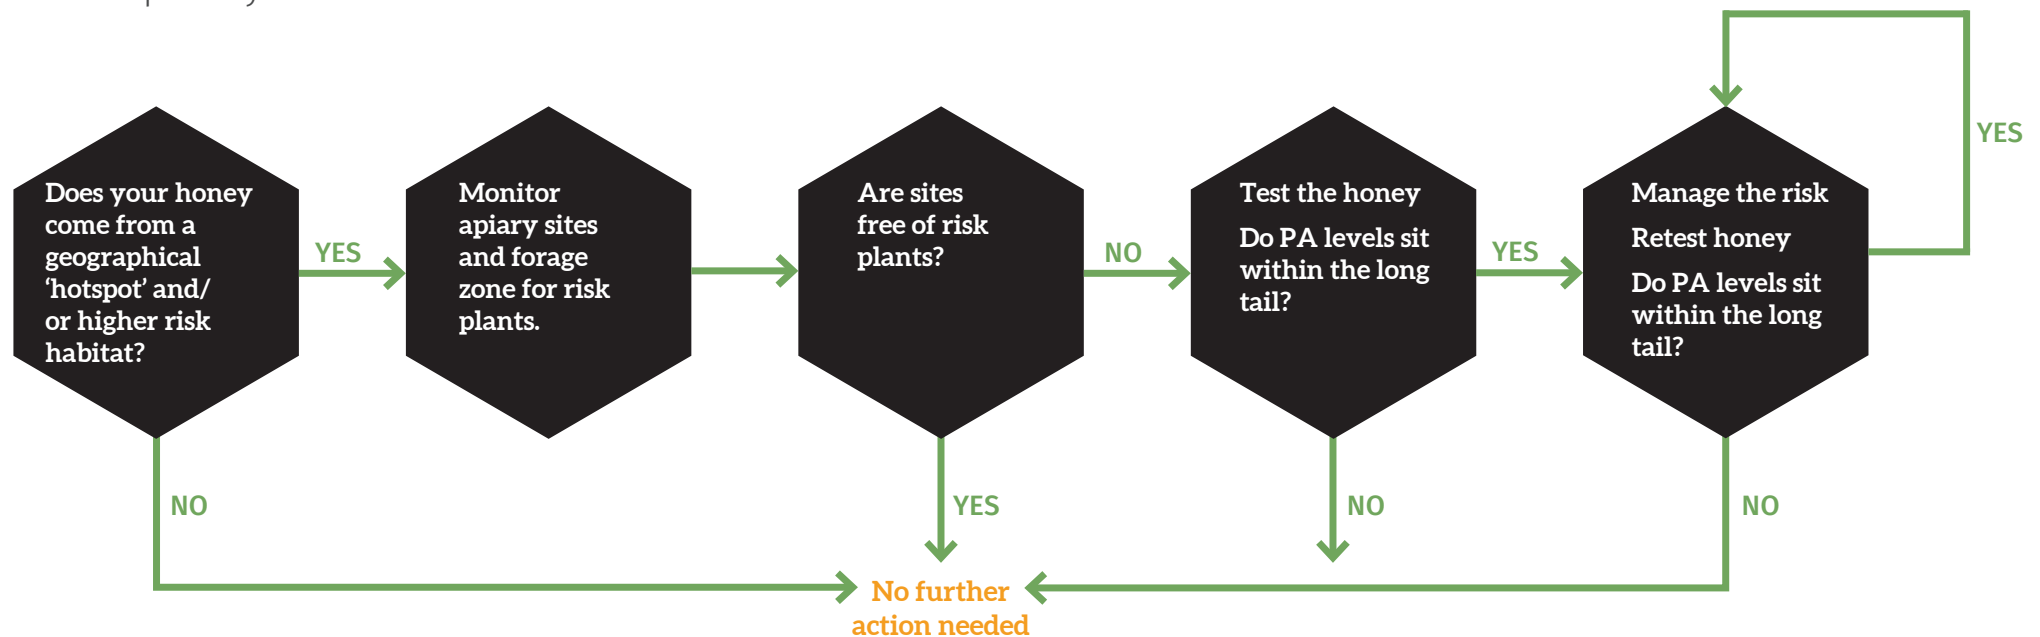 Does your honey
come from a
geographical
‘hotspot’ and/
or higher risk
habitat?
YES
Monitor
apiary sites
and forage
zone for risk
plants.
Are sites
free of risk
plants?
NO
Test the honey
Do PA levels sit
within the long
tail?
YES
Manage the risk
Retest honey
Do PA levels sit
within the long
tail?
YES
NO
YES
NO
NO
No further
action needed